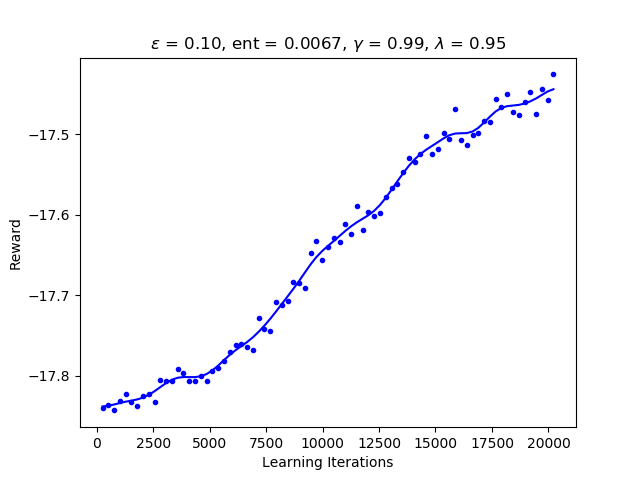 ε = 0.10, ent = 0.0067, γ = 0.99, λ = 0.95
Reward
−17.5
−17.6
−17.7
−17.8
0 2500 5000 7500 10000 12500 15000 17500 20000
Learning Iterations